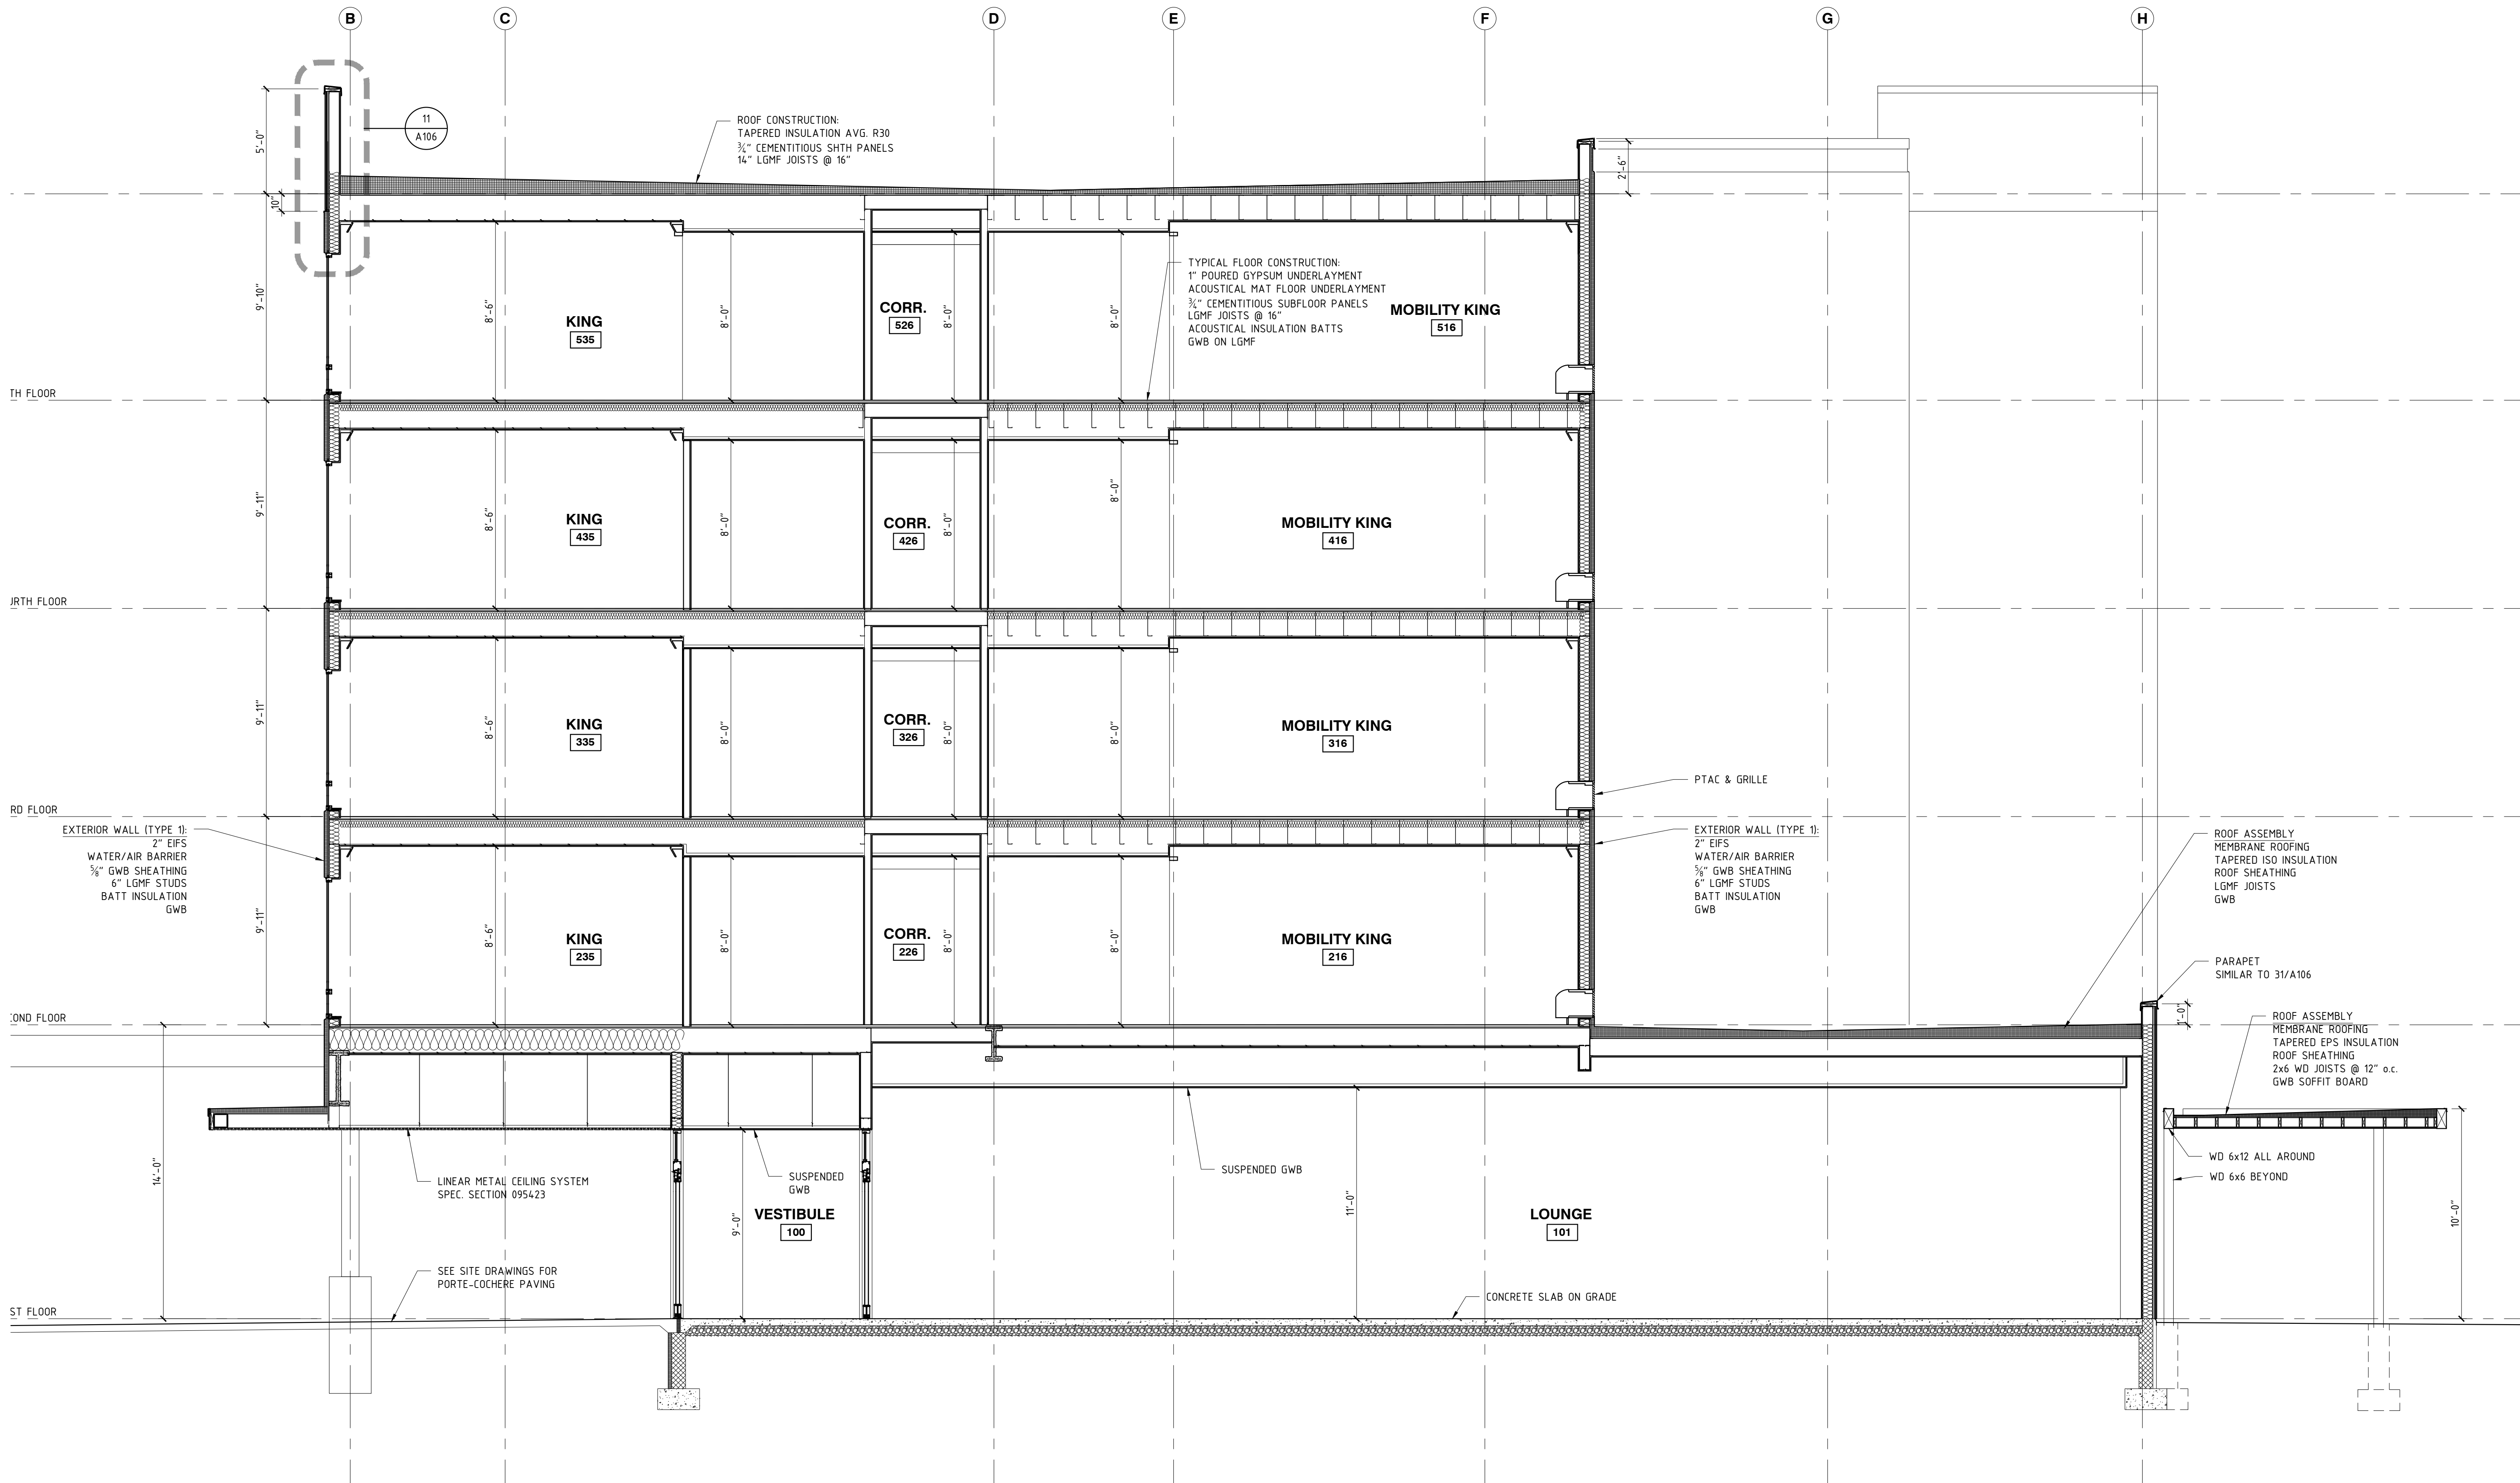 B
C
D
E
F
G
H
11
A106
5'-0"
10"
9'-10"
9'-11"
9'-11"
9'-11"
14'-0"
ROOF CONSTRUCTION:
TAPERED INSULATION AVG. R30
3/4" CEMENTITIOUS SHTH PANELS
14" LGMF JOISTS @ 16"
2'-6"
TYPICAL FLOOR CONSTRUCTION:
1" POURED GYPSUM UNDERLAYMENT
ACOUSTICAL MAT FLOOR UNDERLAYMENT
3/4" CEMENTITIOUS SUBFLOOR PANELS
LGMF JOISTS @ 16"
ACOUSTICAL INSULATION BATTS
GWB ON LGMF
8'-6"
KING
535
8'-0"
CORR.
526
8'-0"
8'-0"
MOBILITY KING
516
TH FLOOR
8'-6"
KING
435
8'-0"
CORR.
426
8'-0"
8'-0"
MOBILITY KING
416
URTH FLOOR
8'-6"
KING
335
8'-0"
CORR.
326
8'-0"
8'-0"
MOBILITY KING
316
PTAC & GRILLE
RD FLOOR
EXTERIOR WALL (TYPE 1):
2" EIFS
WATER/AIR BARRIER
5/8" GWB SHEATHING
6" LGMF STUDS
BATT INSULATION
GWB
8'-6"
KING
235
8'-0"
CORR.
226
8'-0"
8'-0"
MOBILITY KING
216
EXTERIOR WALL (TYPE 1):
2" EIFS
WATER/AIR BARRIER
5/8" GWB SHEATHING
6" LGMF STUDS
BATT INSULATION
GWB
ROOF ASSEMBLY
MEMBRANE ROOFING
TAPERED ISO INSULATION
ROOF SHEATHING
LGMF JOISTS
GWB
PARAPET
SIMILAR TO 31/A106
1'-0"
COND FLOOR
ROOF ASSEMBLY
MEMBRANE ROOFING
TAPERED EPS INSULATION
ROOF SHEATHING
2x6 WD JOISTS @ 12" o.c.
GWB SOFFIT BOARD
LINEAR METAL CEILING SYSTEM
SPEC. SECTION 095423
SUSPENDED
GWB
SUSPENDED GWB
WD 6x12 ALL AROUND
WD 6x6 BEYOND
9'-0"
VESTIBULE
100
11'-0"
LOUNGE
101
10'-0"
SEE SITE DRAWINGS FOR
PORTE-COCHERE PAVING
CONCRETE SLAB ON GRADE
ST FLOOR